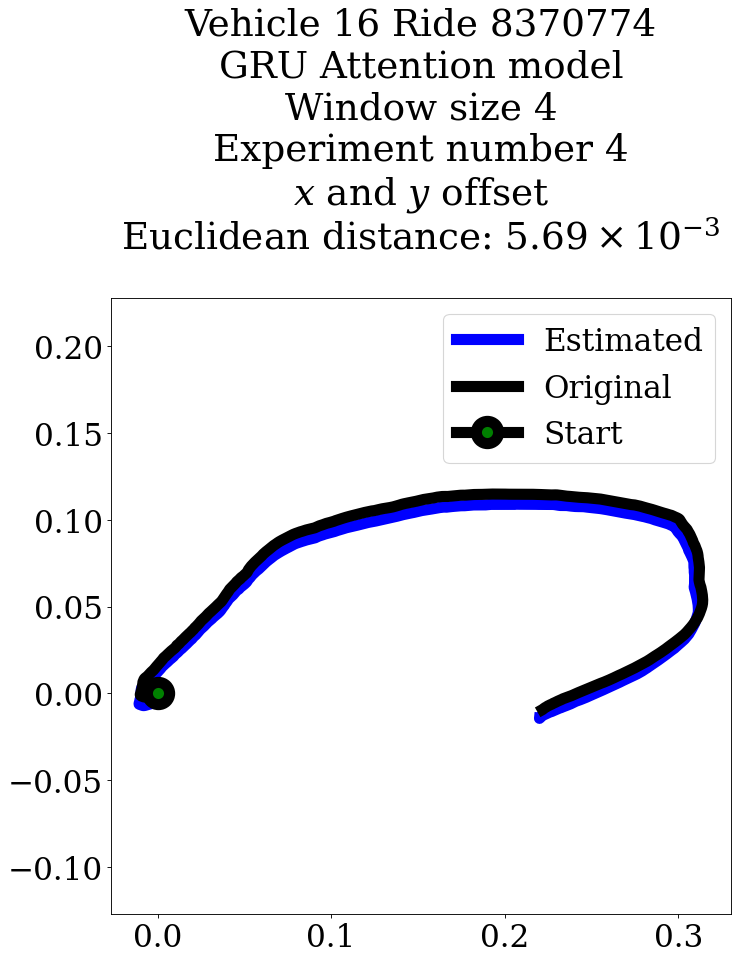 Vehicle 16 Ride 8370774
GRU Attention model
Window size 4
Experiment number 4
x and y offset
Euclidean distance: 5.69 × 10⁻³
Estimated
Original
Start
0.20
0.15
0.10
0.05
0.00
−0.05
−0.10
0.0 0.1 0.2 0.3